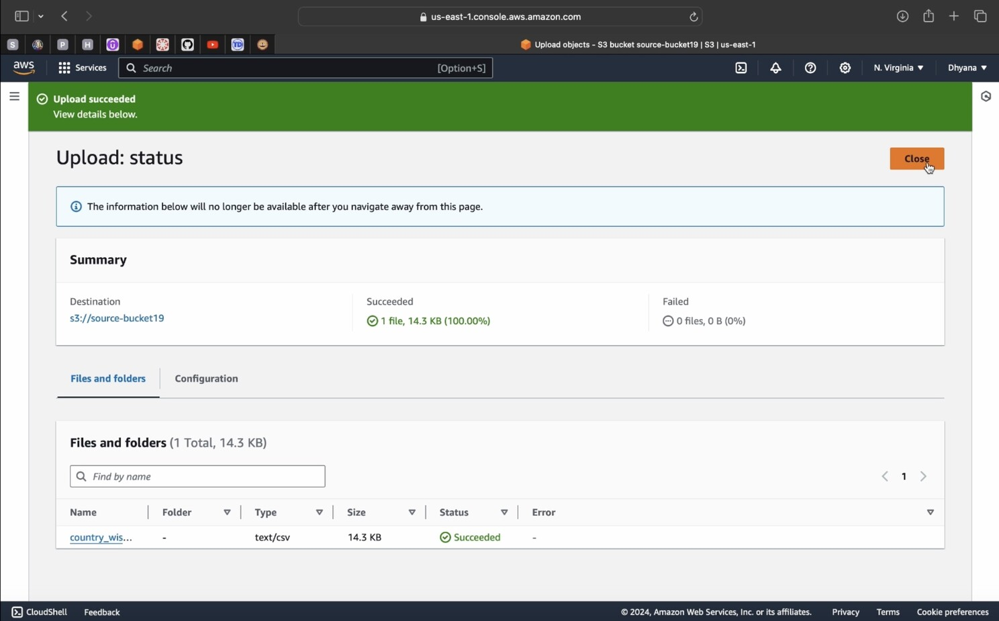 us-east-1.console.aws.amazon.com
S P H U TD
Upload objects - S3 bucket source-bucket19 | S3 | us-east-1
aws Services Search [Option+S] N. Virginia ▼ Dhyana ▼
Upload succeeded
View details below.
Upload: status
Close
The information below will no longer be available after you navigate away from this page.
Summary
Destination Succeeded Failed
s3://source-bucket19 1 file, 14.3 KB (100.00%) 0 files, 0 B (0%)
Files and folders Configuration
Files and folders (1 Total, 14.3 KB)
Find by name 1
Name Folder Type Size Status Error
country_wis... - text/csv 14.3 KB Succeeded -
CloudShell Feedback © 2024, Amazon Web Services, Inc. or its affiliates. Privacy Terms Cookie preferences